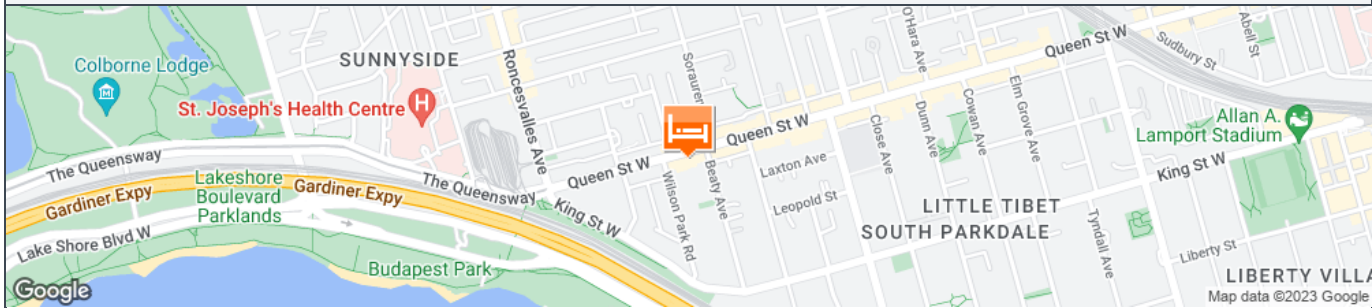 O'Hara Ave
Abell St
Queen St W
Sudbury St
SUNNYSIDE
Roncesvalles Ave
Sorauren
Colborne Lodge
Elm Grove Ave
St. Joseph's Health Centre
H
Dunn Ave
Cowan Ave
Close Ave
Allan A.
Lamport Stadium
Queen St W
King St W
Laxton Ave
The Queensway
Queen St W
Beaty Ave
Wilson Park Rd
Lakeshore
Boulevard
Parklands
Gardiner Expy
The Queensway
Gardiner Expy
King St W
Leopold St
LITTLE TIBET
SOUTH PARKDALE
Tyndall Ave
Lake Shore Blvd W
Liberty St
Budapest Park
LIBERTY VILLA
Google
Map data ©2023 Google